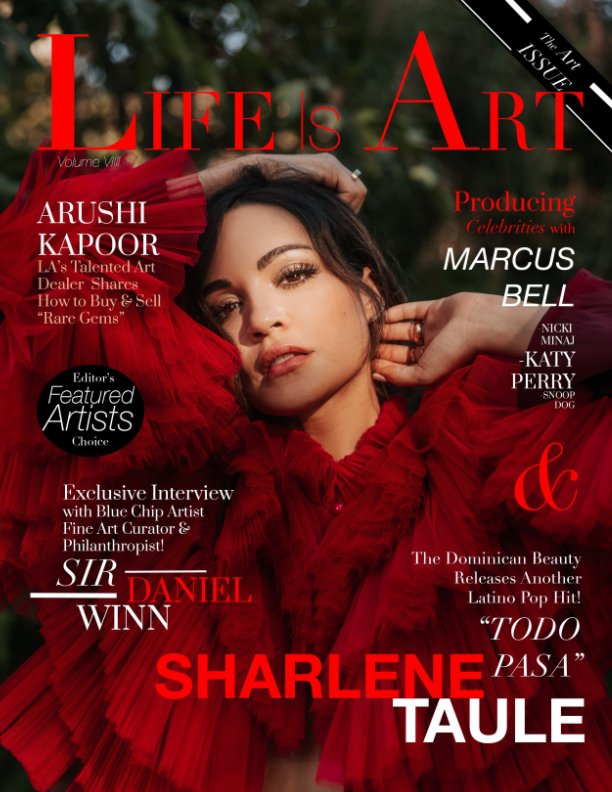 The Art
ISSUE
LIFE IS ART
Volume VIIII
ARUSHI
KAPOOR
LA's Talented Art
Dealer Shares
How to Buy & Sell
“Rare Gems”
Producing
Celebrities with
MARCUS
BELL
-NICKI
MINAJ
-KATY
PERRY
-SNOOP
DOG
Editor's
Featured
Artists
Choice
&
Exclusive Interview
with Blue Chip Artist
Fine Art Curator &
Philanthropist!
SIR
DANIEL
WINN
The Dominican Beauty
Releases Another
Latino Pop Hit!
“TODO
PASA”
SHARLENE
TAULE